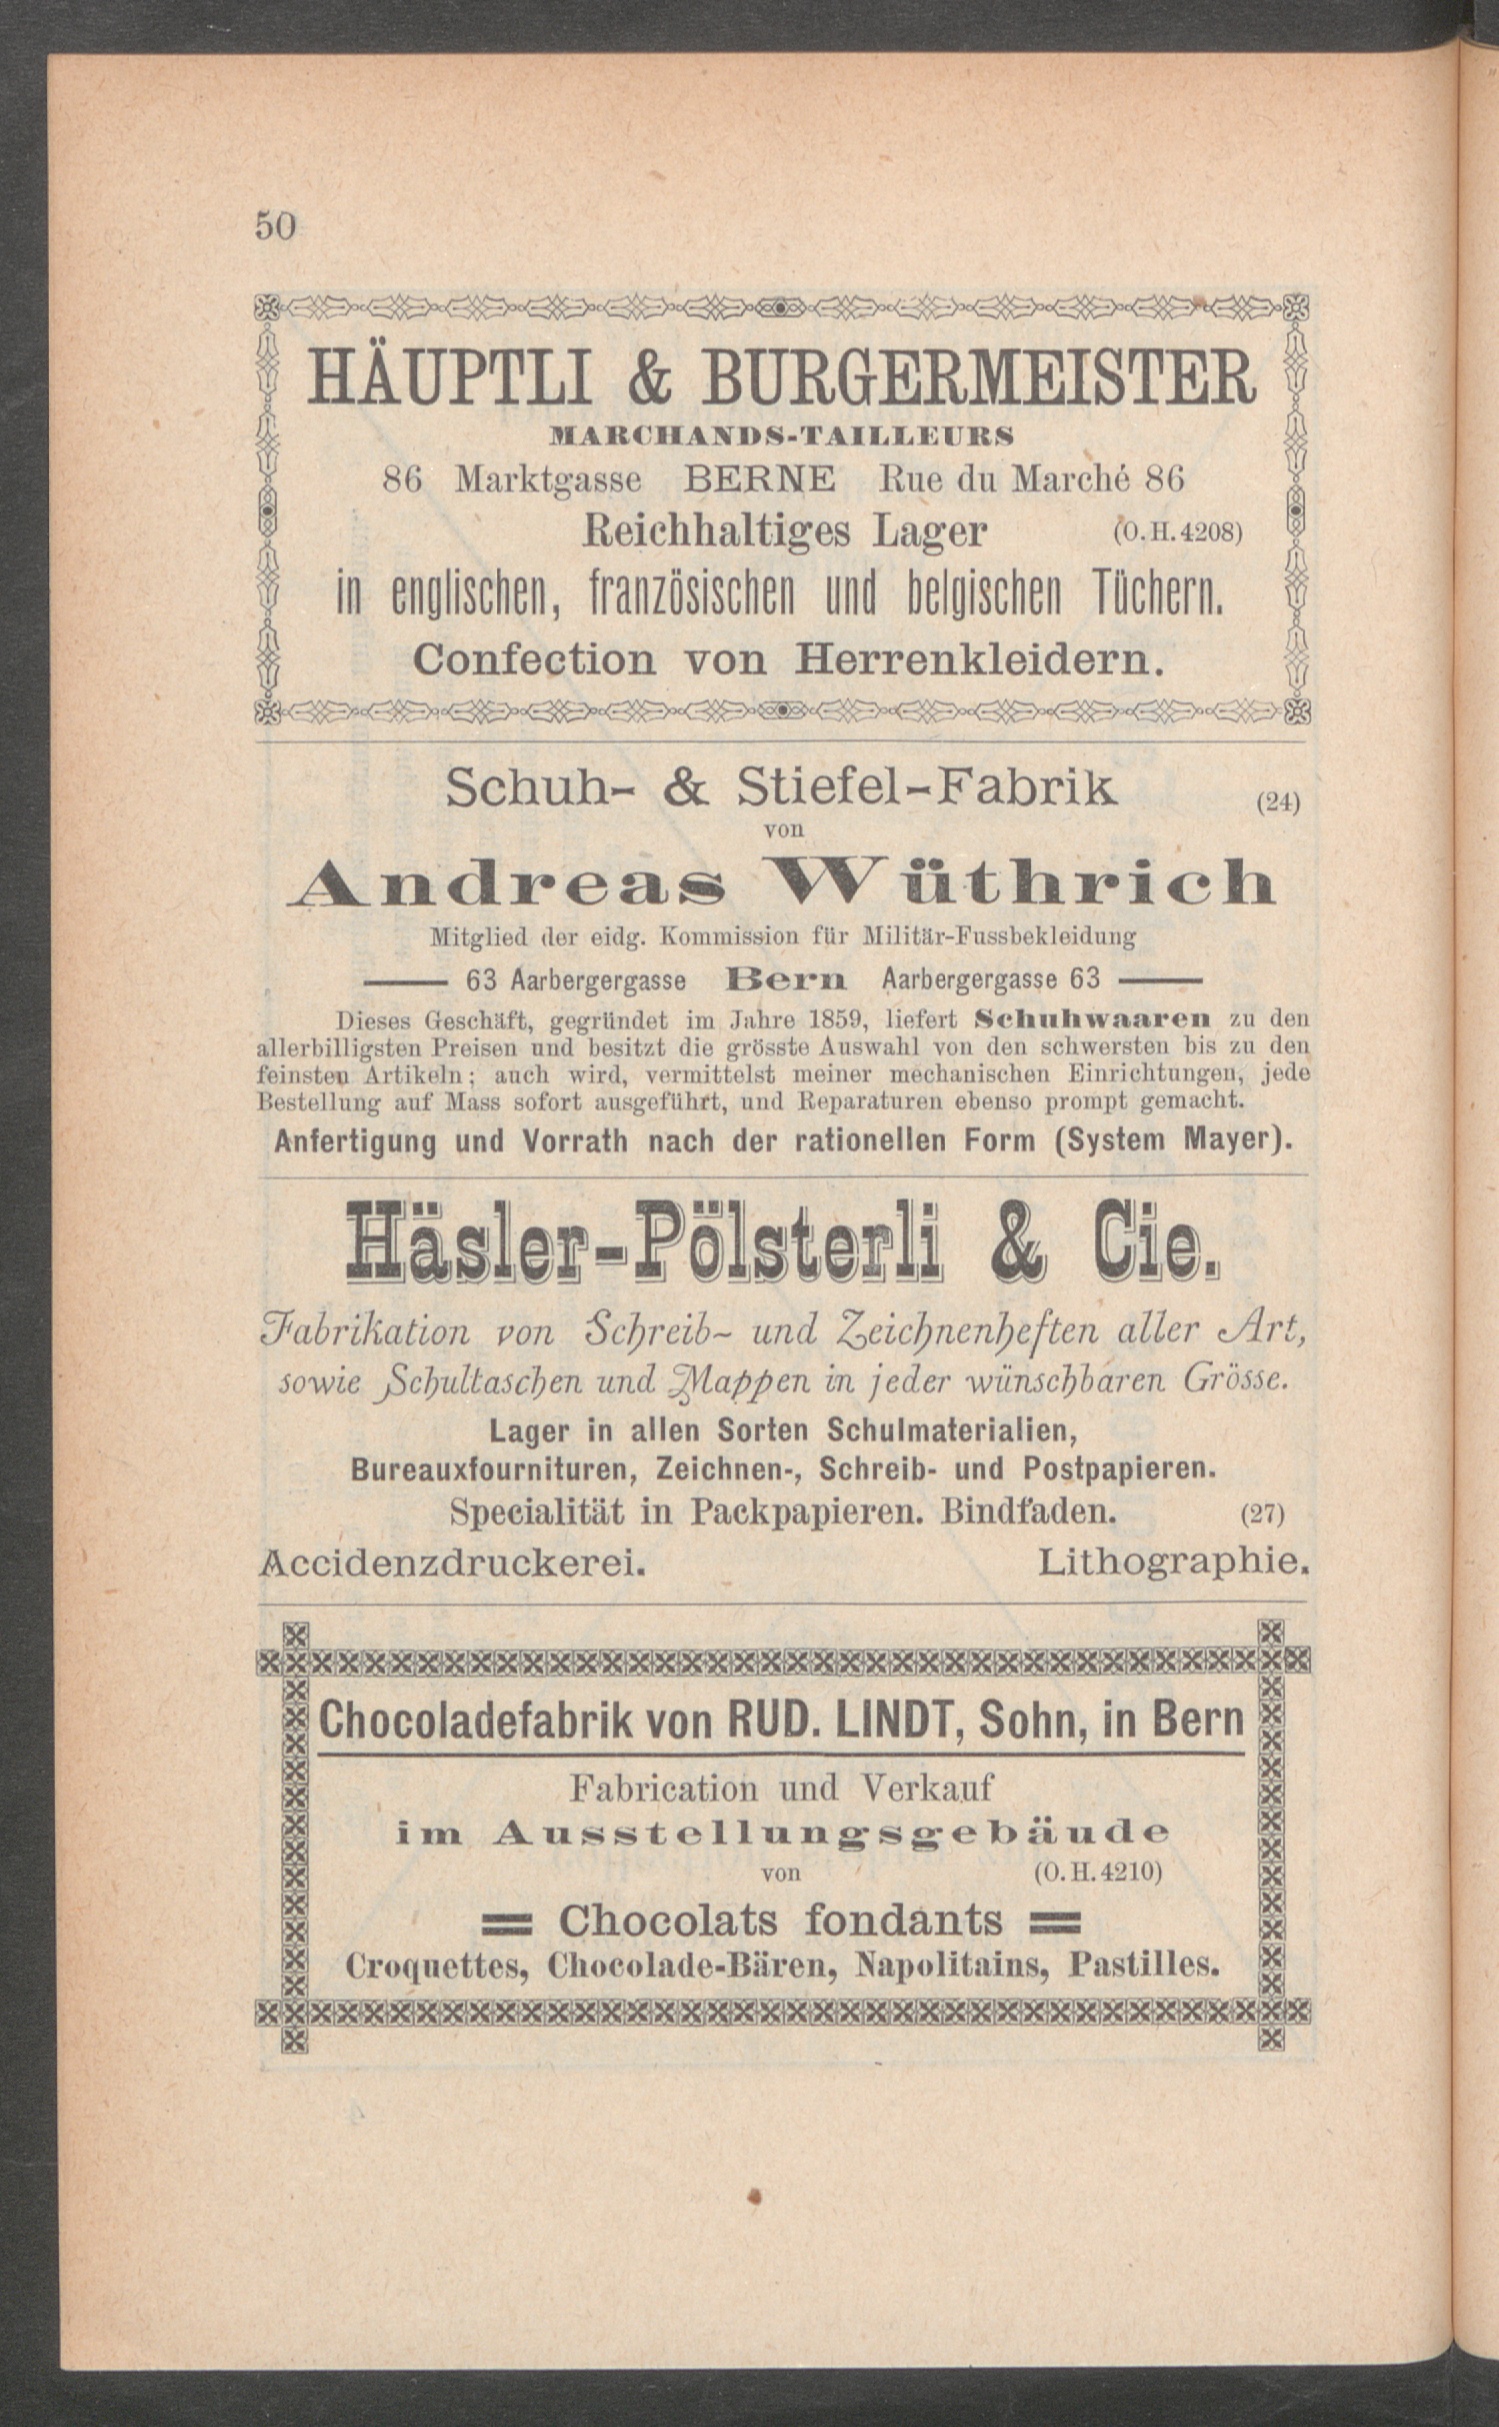 50
HÄUPTLI & BURGERMEISTER
MARCHANDS-TAILLEURS
86 Marktgasse BERNE Rue du Marché 86
Reichhaltiges Lager (O.H.4208)
in englischen, französischen und belgischen Tüchern.
Confection von Herrenkleidern.
Schuh- & Stiefel-Fabrik (24)
von
Andreas Wüthrich
Mitglied der eidg. Kommission für Militär-Fussbekleidung
63 Aarbergergasse Bern Aarbergergasse 63
Dieses Geschäft, gegründet im Jahre 1859, liefert Schuhwaaren zu den
allerbilligsten Preisen und besitzt die grösste Auswahl von den schwersten bis zu den
feinsten Artikeln; auch wird, vermittelst meiner mechanischen Einrichtungen, jede
Bestellung auf Mass sofort ausgeführt, und Reparaturen ebenso prompt gemacht.
Anfertigung und Vorrath nach der rationellen Form (System Mayer).
Häsler-Pölsterli & Cie.
Fabrikation von Schreib- und Zeichnenheften aller Art,
sowie Schultaschen und Mappen in jeder wünschbaren Grösse.
Lager in allen Sorten Schulmaterialien,
Bureauxfournituren, Zeichnen-, Schreib- und Postpapieren.
Specialität in Packpapieren. Bindfaden. (27)
Accidenzdruckerei. Lithographie.
Chocoladefabrik von RUD. LINDT, Sohn, in Bern
Fabrication und Verkauf
im Ausstellungsgebäude
von (O.H.4210)
= Chocolats fondants =
Croquettes, Chocolade-Bären, Napolitains, Pastilles.